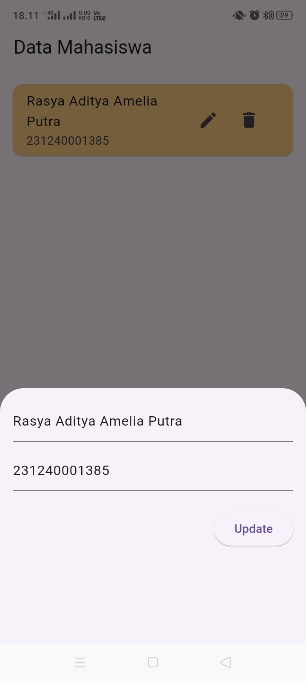 18.11
Data Mahasiswa
Rasya Aditya Amelia
Putra
231240001385
Rasya Aditya Amelia Putra
231240001385
Update